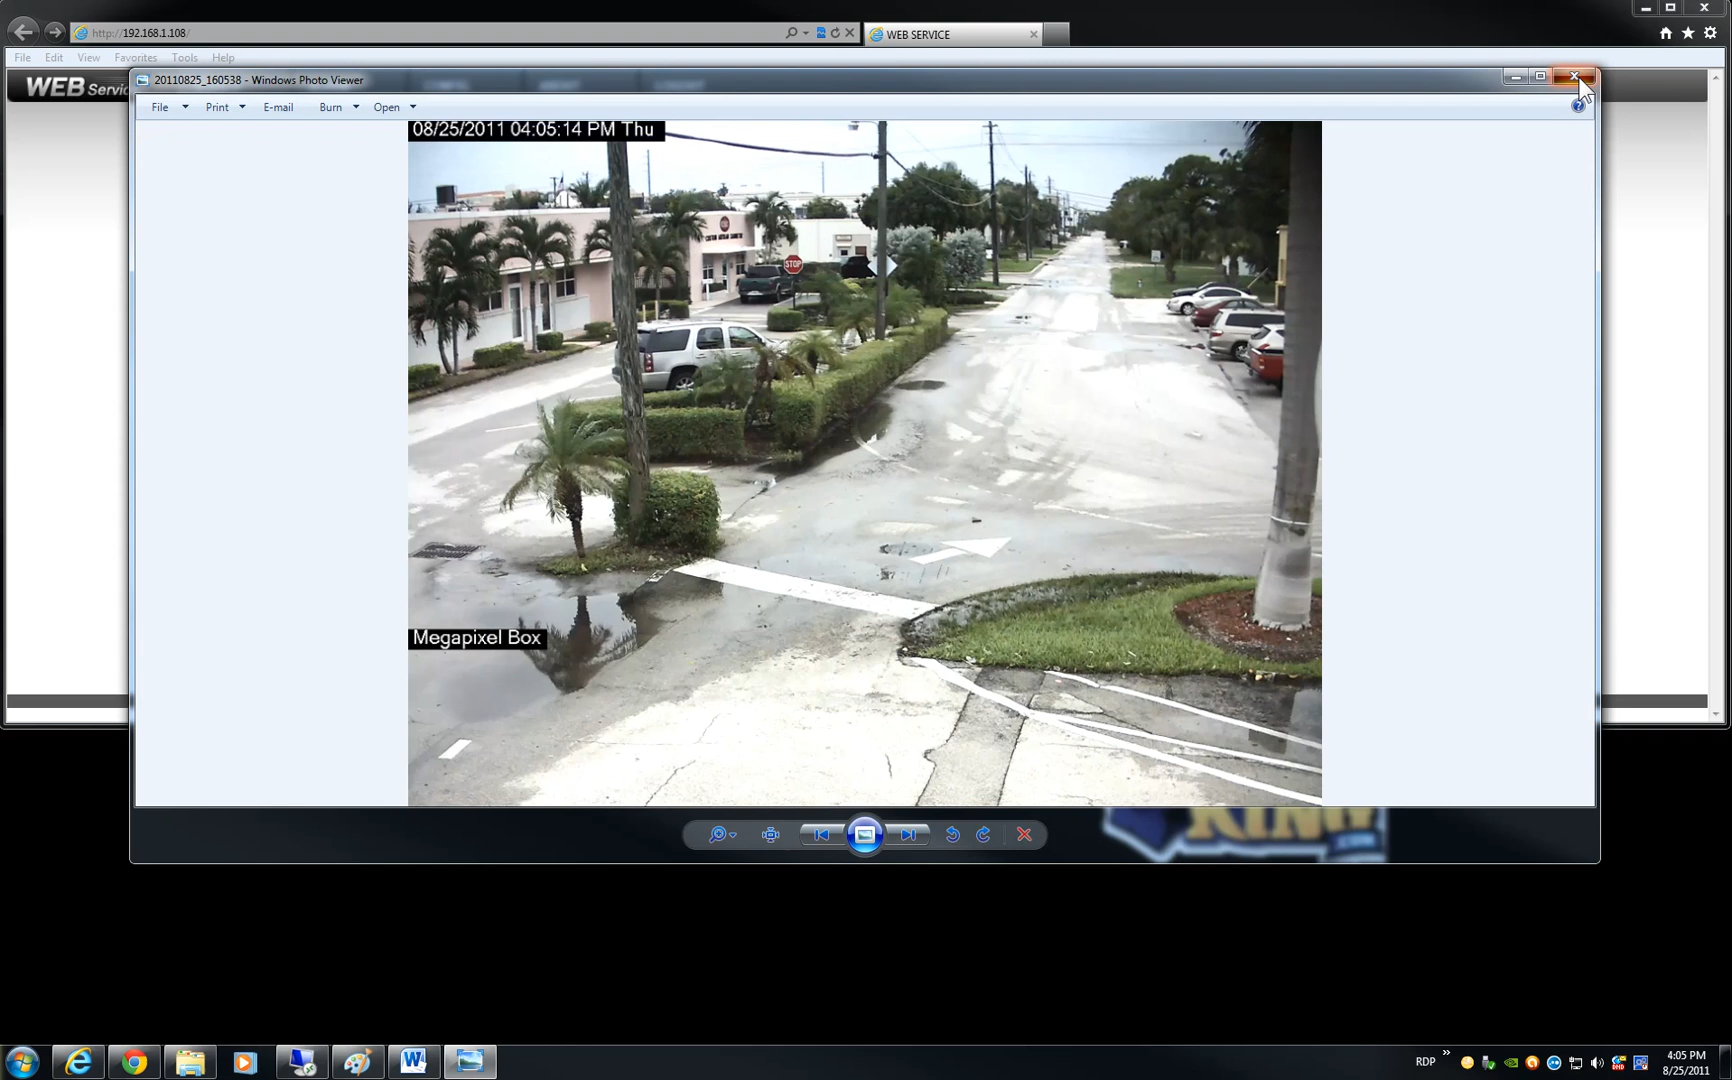 http://192.168.1.108/
WEB SERVICE
File Edit View Favorites Tools Help
WEB Servic
20110825_160538 - Windows Photo Viewer
File Print E-mail Burn Open
08/25/2011 04:05:14 PM Thu
STOP
Megapixel Box
KING
.COM
RDP
4:05 PM
8/25/2011